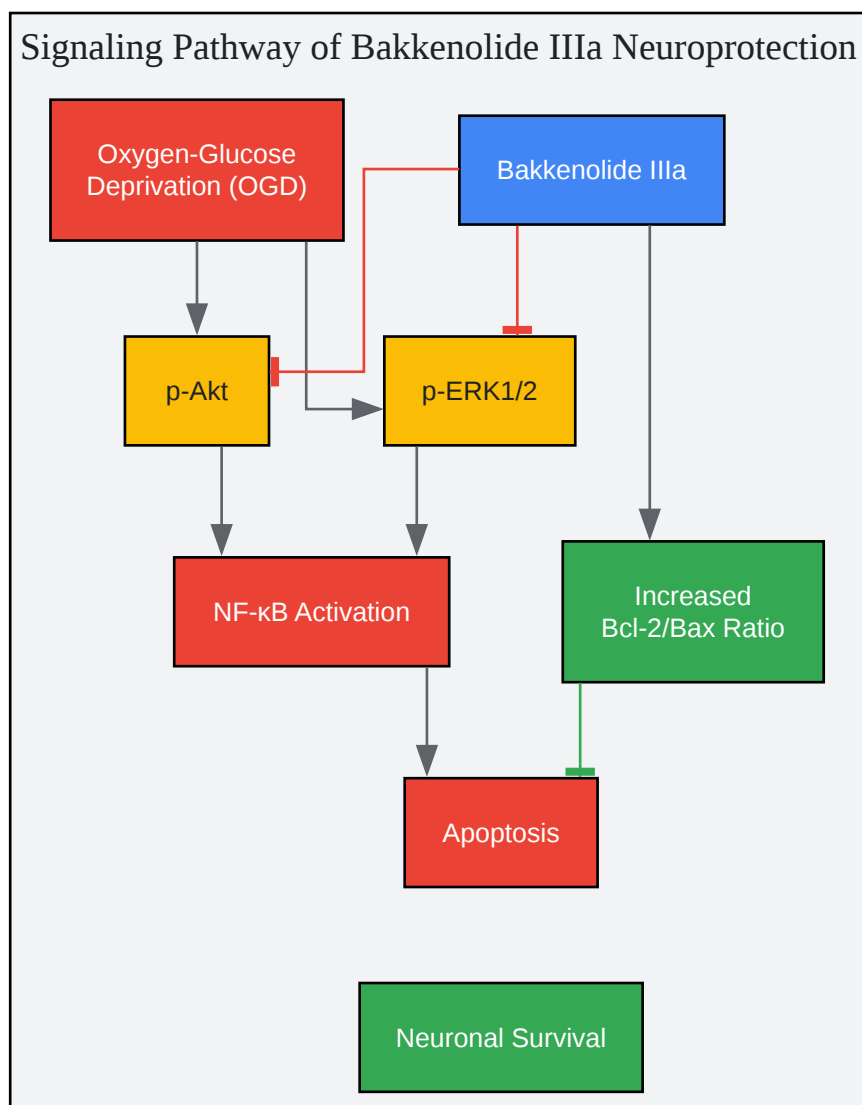 Signaling Pathway of Bakkenolide IIIa Neuroprotection
Oxygen-Glucose
Deprivation (OGD)
Bakkenolide IIIa
p-Akt
p-ERK1/2
NF-κB Activation
Increased
Bcl-2/Bax Ratio
Apoptosis
Neuronal Survival